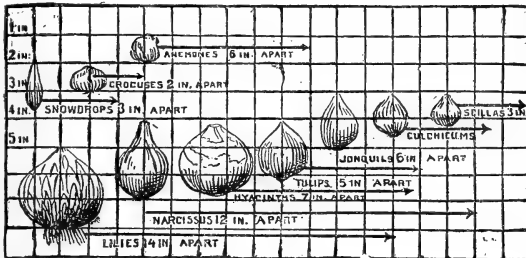 1 IN
2 IN.
ANEMONES 6 IN. APART
3 IN
CROCUSES 2 IN. APART
4 IN.
SNOWDROPS 3 IN. APART
SCILLAS 3 IN.
CULCHICUMS
5 IN
JONQUILS 6 IN APART
TULIPS 5 IN APART
HYACINTHS 7 IN. APART
NARCISSUS 12 IN. APART
LILIES 14 IN. APART